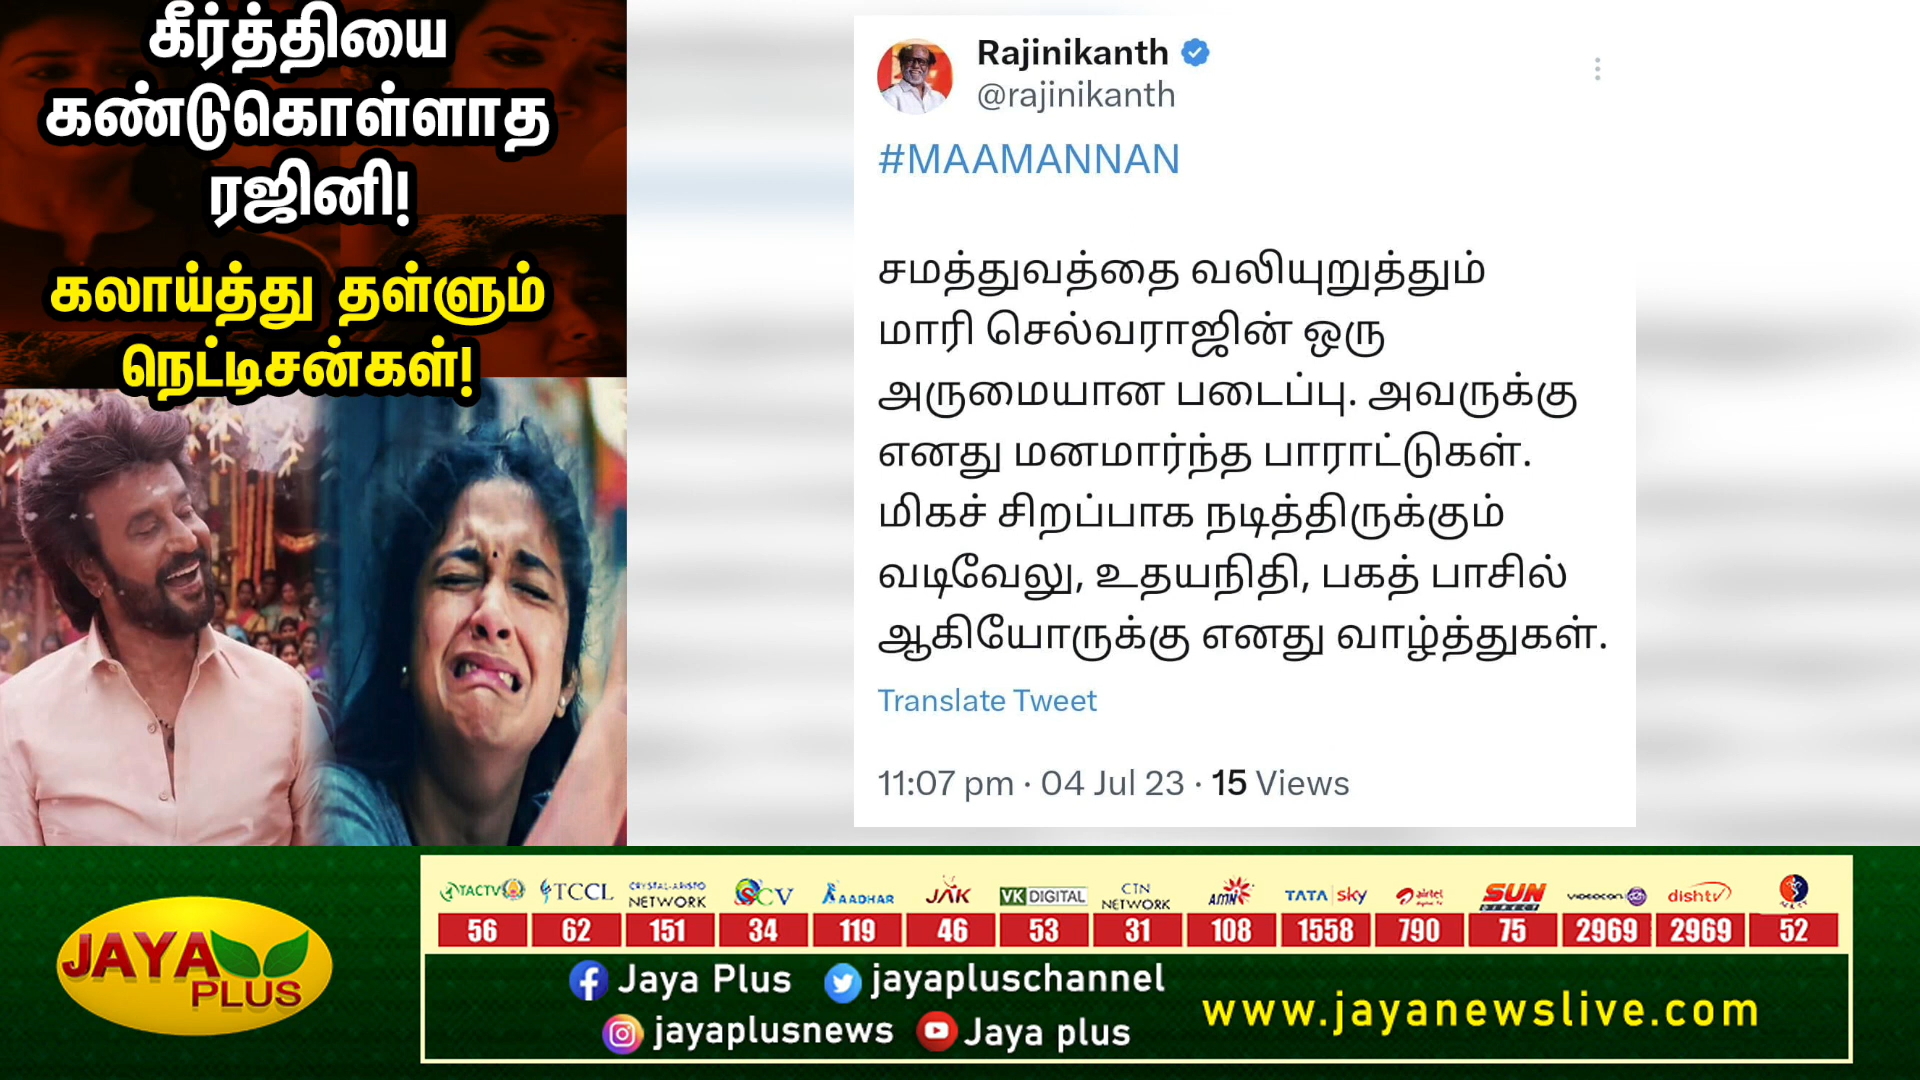 கீர்த்தியை
கண்டுகொள்ளாத
ரஜினி!
கலாய்த்து தள்ளும்
நெட்டிசன்கள்!
Rajinikanth
@rajinikanth
#MAAMANNAN
சமத்துவத்தை வலியுறுத்தும்
மாரி செல்வராஜின் ஒரு
அருமையான படைப்பு. அவருக்கு
எனது மனமார்ந்த பாராட்டுகள்.
மிகச் சிறப்பாக நடித்திருக்கும்
வடிவேலு, உதயநிதி, பகத் பாசில்
ஆகியோருக்கு எனது வாழ்த்துகள்.
Translate Tweet
11:07 pm · 04 Jul 23 · 15 Views
JAYA
PLUS
TACTV TCCL CRYSTAL-ARISTO NETWORK SCV AADHAR JAK VK DIGITAL CTN NETWORK AMN TATA sky airtel SUN DIRECT VIDEOCON dishtv
56 62 151 34 119 46 53 31 108 1558 790 75 2969 2969 52
Jaya Plus jayapluschannel
jayaplusnews Jaya plus
www.jayanewslive.com